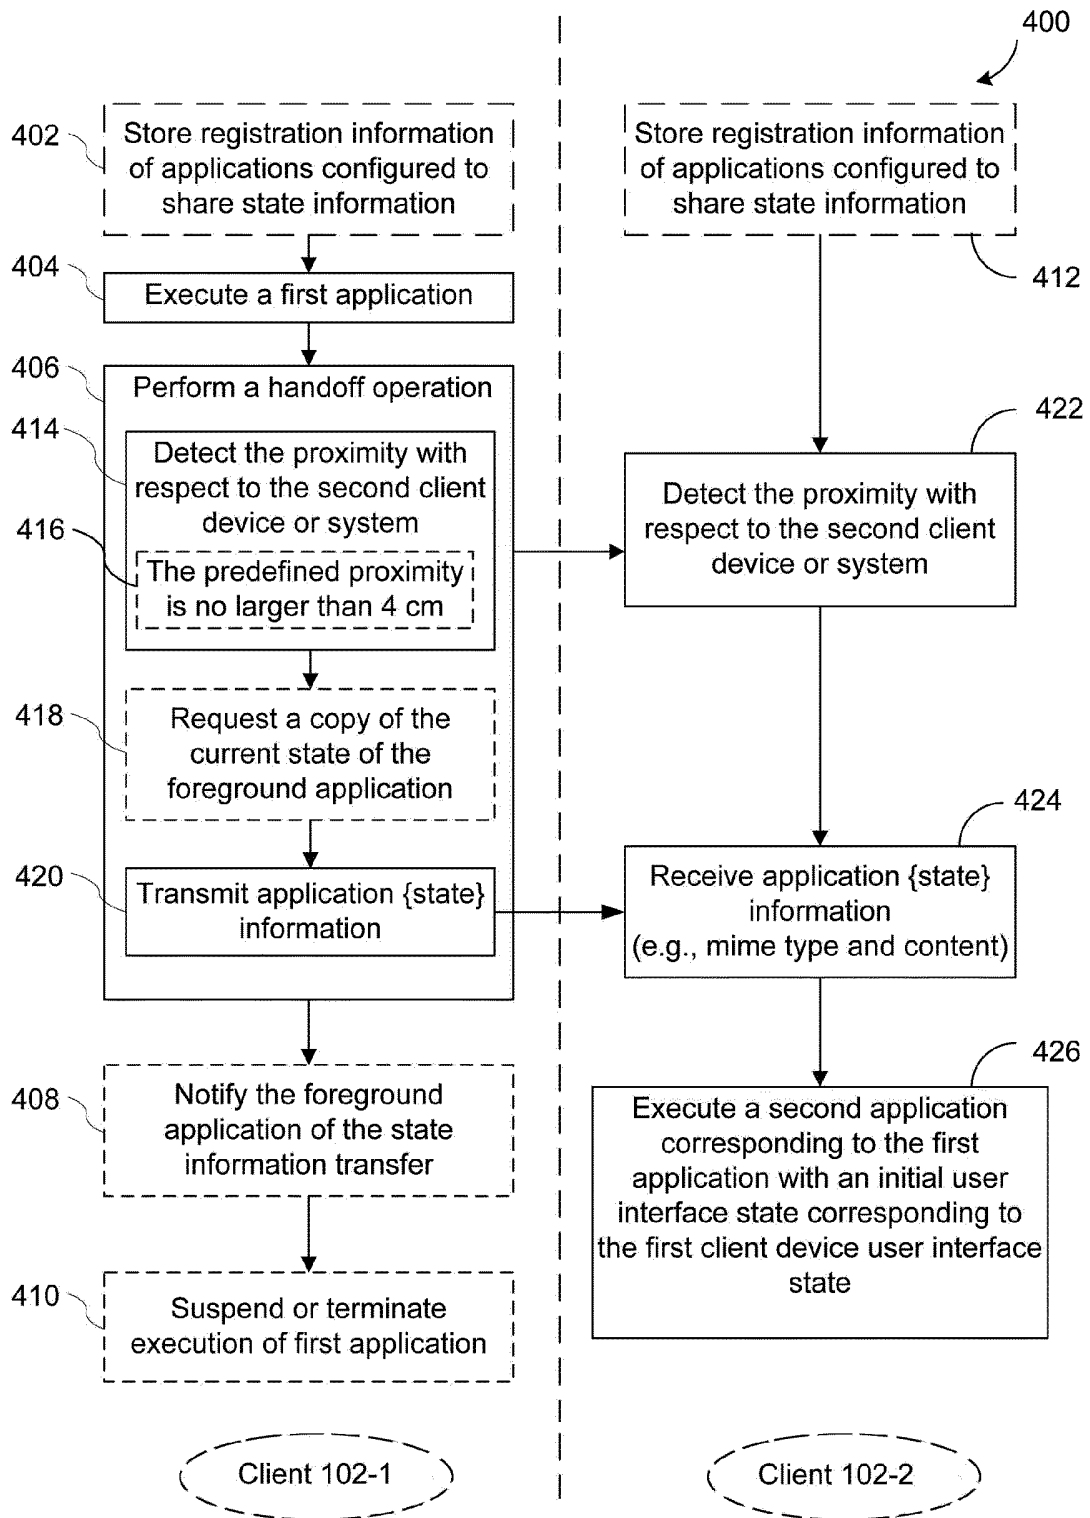 400
402
Store registration information
of applications configured to
share state information
404
Execute a first application
406
Perform a handoff operation
414
Detect the proximity with
respect to the second client
device or system
416
The predefined proximity
is no larger than 4 cm
418
Request a copy of the
current state of the
foreground application
420
Transmit application {state}
information
408
Notify the foreground
application of the state
information transfer
410
Suspend or terminate
execution of first application
Client 102-1
Store registration information
of applications configured to
share state information
412
422
Detect the proximity with
respect to the second client
device or system
424
Receive application {state}
information
(e.g., mime type and content)
426
Execute a second application
corresponding to the first
application with an initial user
interface state corresponding to
the first client device user interface
state
Client 102-2